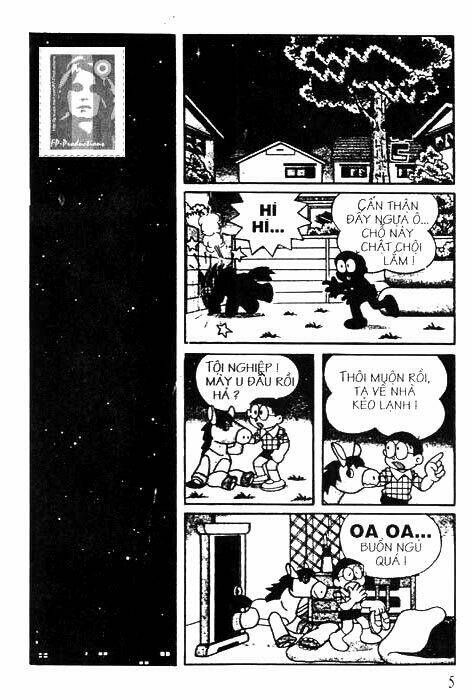 FP-Productions
HÍ
HÍ...
CẨN THẬN
ĐẤY NGỰA Ô...
CHỖ NÀY
CHẬT CHỘI
LẮM !
TỘI NGHIỆP !
MÀY U ĐẦU RỒI
HẢ ?
THÔI MUỘN RỒI,
TA VỀ NHÀ
KẺO LẠNH !
OA OA...
BUỒN NGỦ
QUÁ !
5